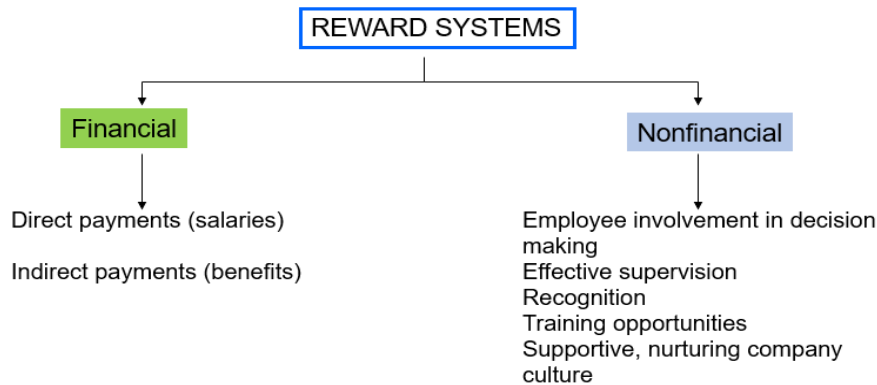 REWARD SYSTEMS
Financial
Nonfinancial
Direct payments (salaries)
Indirect payments (benefits)
Employee involvement in decision
making
Effective supervision
Recognition
Training opportunities
Supportive, nurturing company
culture